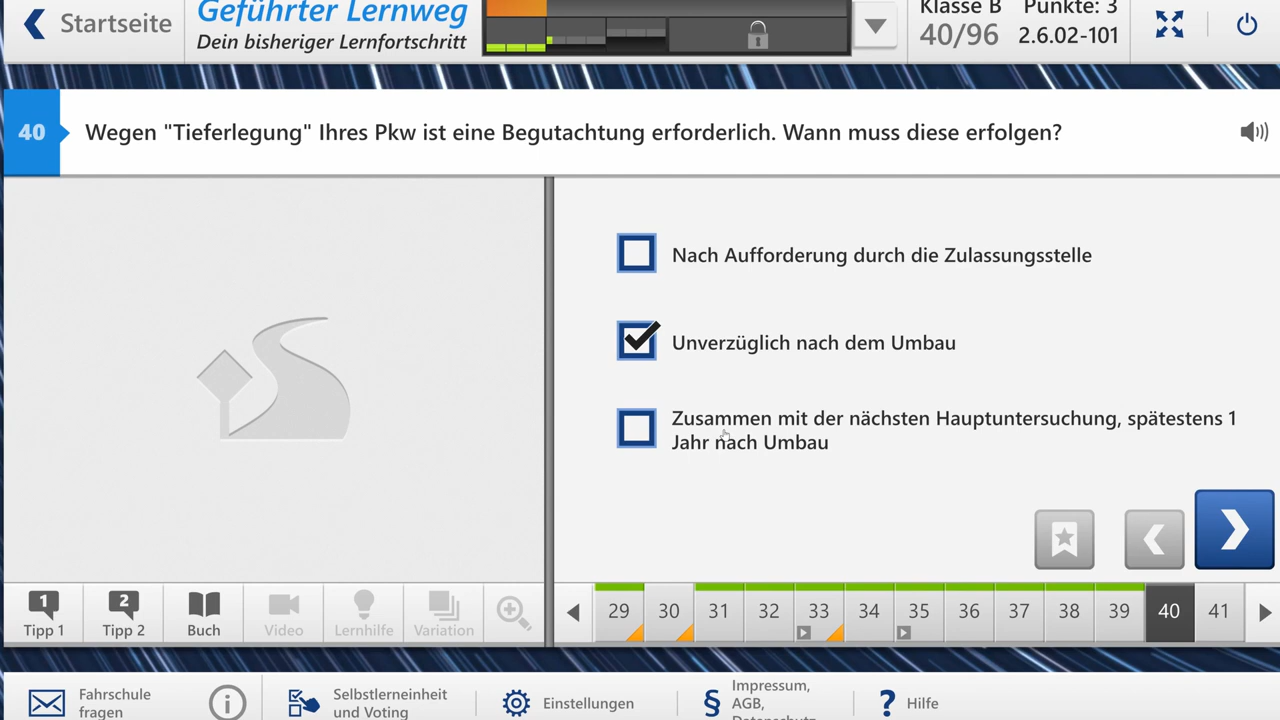 Startseite
Geführter Lernweg
Dein bisheriger Lernfortschritt
Klasse B
Punkte: 3
40/96
2.6.02-101
40
Wegen "Tieferlegung" Ihres Pkw ist eine Begutachtung erforderlich. Wann muss diese erfolgen?
Nach Aufforderung durch die Zulassungsstelle
Unverzüglich nach dem Umbau
Zusammen mit der nächsten Hauptuntersuchung, spätestens 1
Jahr nach Umbau
1
Tipp 1
2
Tipp 2
Buch
Video
Lernhilfe
Variation
29 30 31 32 33 34 35 36 37 38 39 40 41
Fahrschule
fragen
Selbstlerneinheit
und Voting
Einstellungen
§
Impressum,
AGB,
Datenschutz
? Hilfe